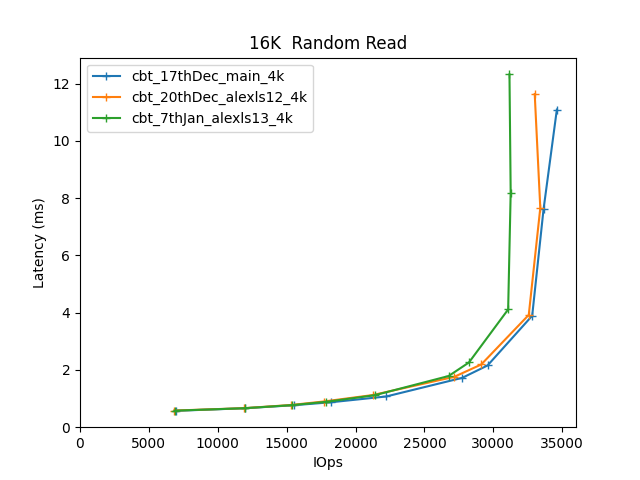 16K  Random Read
cbt_17thDec_main_4k
cbt_20thDec_alexls12_4k
cbt_7thJan_alexls13_4k
Latency (ms)
12
10
8
6
4
2
0
0 5000 10000 15000 20000 25000 30000 35000
IOps